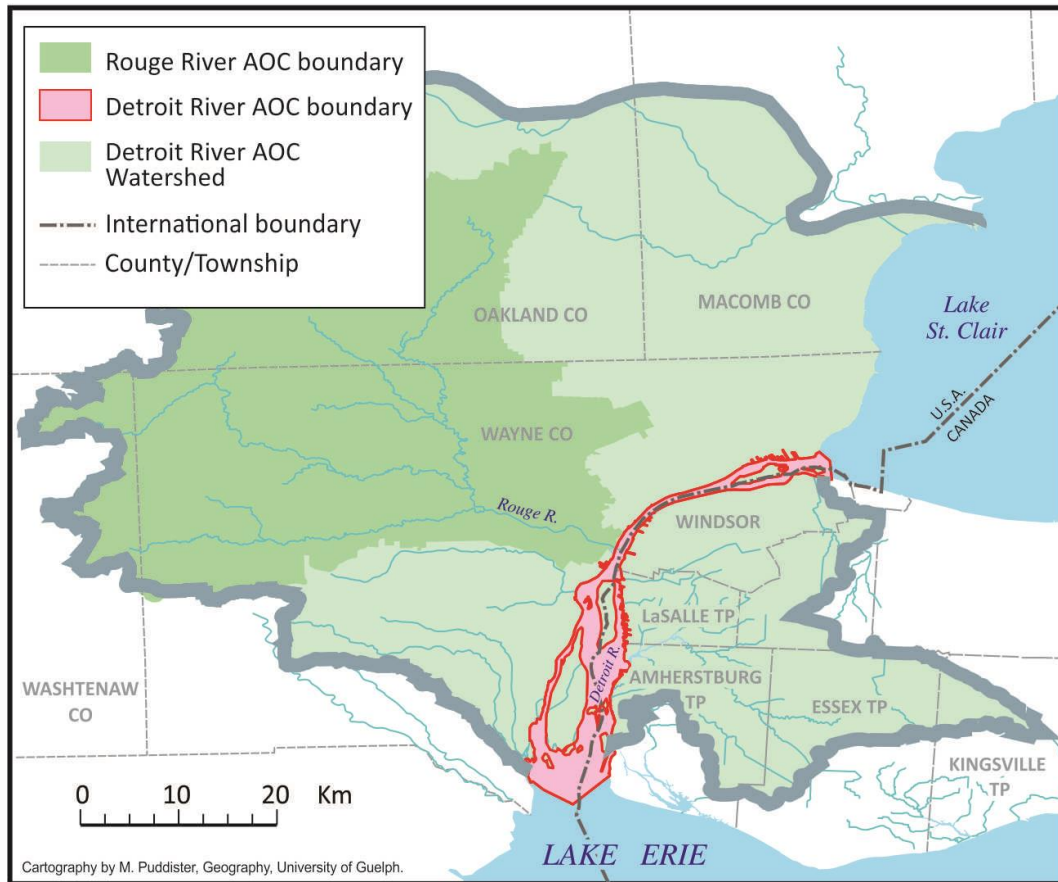 Rouge River AOC boundary
Detroit River AOC boundary
Detroit River AOC
Watershed
International boundary
County/Township
OAKLAND CO
MACOMB CO
Lake
St. Clair
U.S.A.
CANADA
WAYNE CO
Rouge R.
WINDSOR
LaSALLE TP
Detroit R.
AMHERSTBURG
TP
WASHTENAW
CO
ESSEX TP
KINGSVILLE
TP
0 10 20 Km
LAKE ERIE
Cartography by M. Puddister, Geography, University of Guelph.